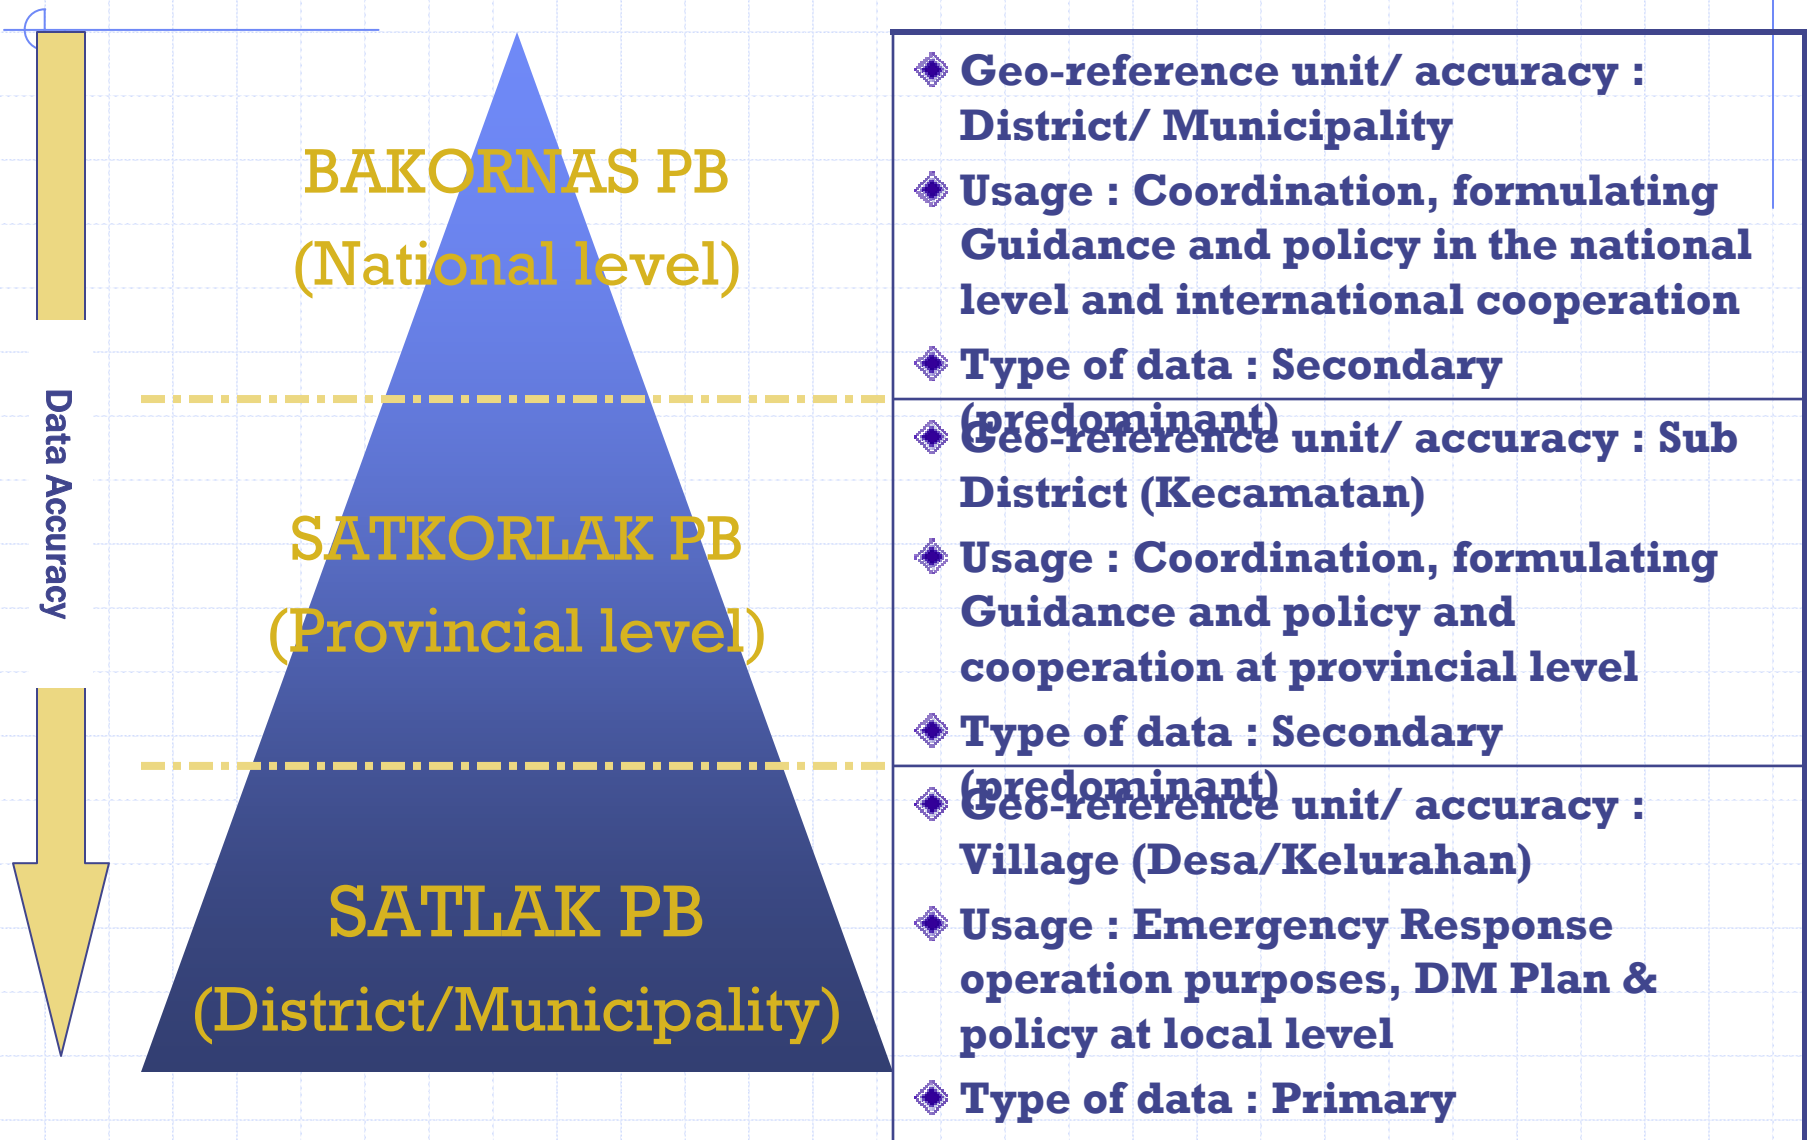 Data Accuracy
BAKORNAS PB
(National level)
Geo-reference unit/ accuracy :
District/ Municipality
Usage : Coordination, formulating
Guidance and policy in the national
level and international cooperation
Type of data : Secondary
(predominant)
SATKORLAK PB
(Provincial level)
Geo-reference unit/ accuracy : Sub
District (Kecamatan)
Usage : Coordination, formulating
Guidance and policy and
cooperation at provincial level
Type of data : Secondary
(predominant)
SATLAK PB
(District/Municipality)
Geo-reference unit/ accuracy :
Village (Desa/Kelurahan)
Usage : Emergency Response
operation purposes, DM Plan &
policy at local level
Type of data : Primary